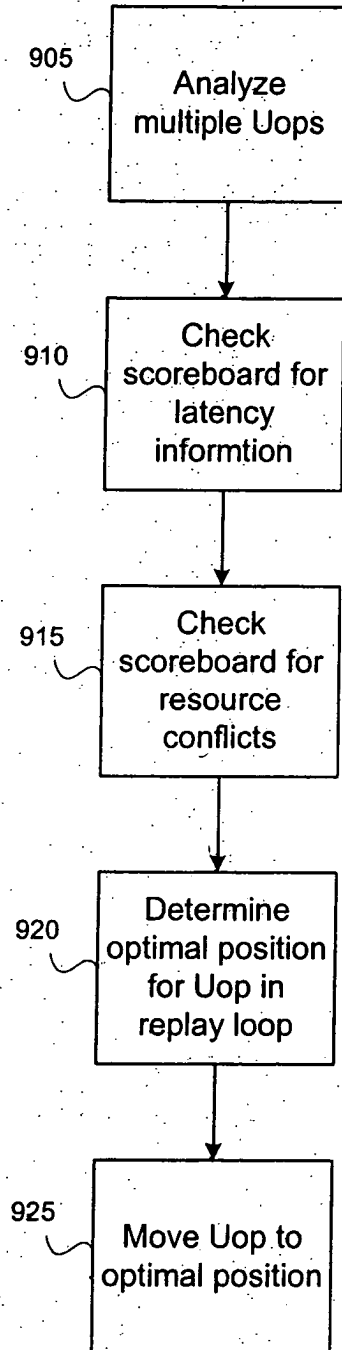 905
Analyze
multiple Uops
910
Check
scoreboard for
latency
informtion
915
Check
scoreboard for
resource
conflicts
920
Determine
optimal position
for Uop in
replay loop
925
Move Uop to
optimal position